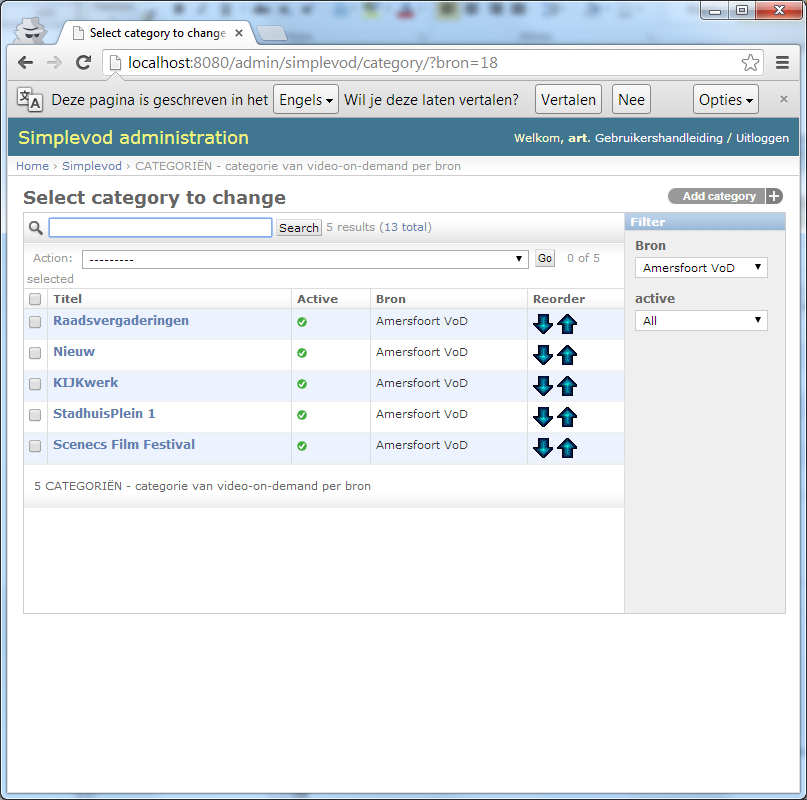 Select category to change
localhost:8080/admin/simplevod/category/?bron=18
Deze pagina is geschreven in het Engels Wil je deze laten vertalen? Vertalen Nee Opties
Simplevod administration
Welkom, art. Gebruikershandleiding / Uitloggen
Home › Simplevod › CATEGORIËN - categorie van video-on-demand per bron
Select category to change
Add category +
Search 5 results (13 total)
Action: --------- Go 0 of 5
selected
Titel Active Bron Reorder
Raadsvergaderingen Amersfoort VoD
Nieuw Amersfoort VoD
KIJKwerk Amersfoort VoD
StadhuisPlein 1 Amersfoort VoD
Scenecs Film Festival Amersfoort VoD
5 CATEGORIËN - categorie van video-on-demand per bron
Filter
Bron
Amersfoort VoD
active
All